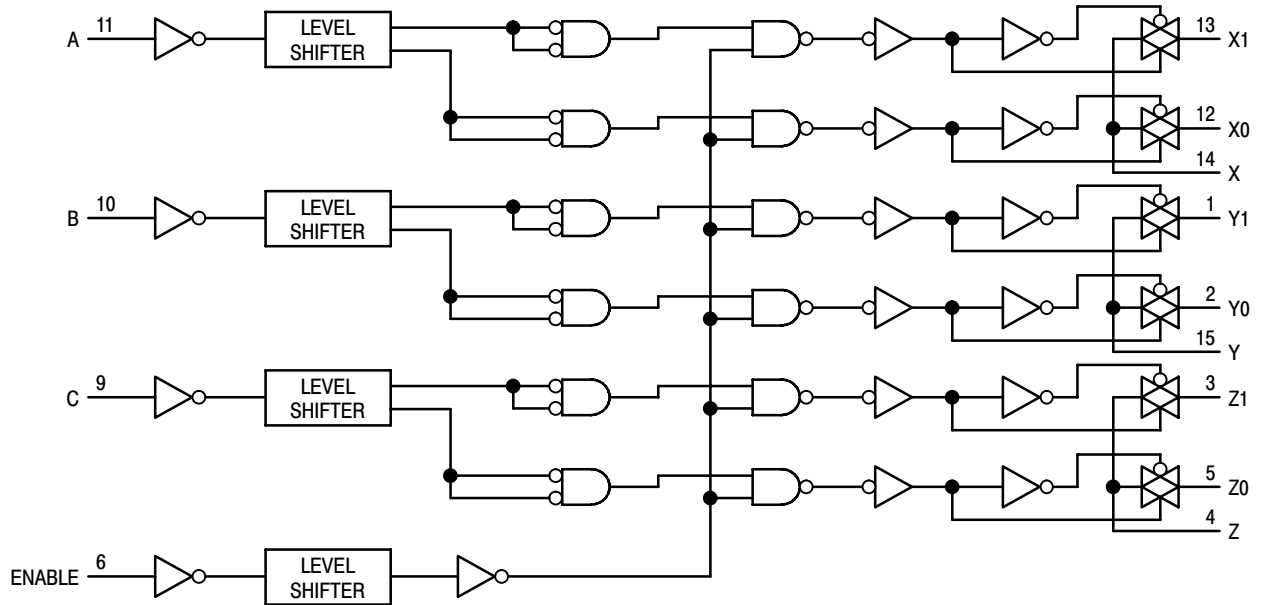 A 11 LEVEL SHIFTER 13 X1
12 X0
14 X
B 10 LEVEL SHIFTER 1 Y1
2 Y0
15 Y
C 9 LEVEL SHIFTER 3 Z1
5 Z0
4 Z
ENABLE 6 LEVEL SHIFTER